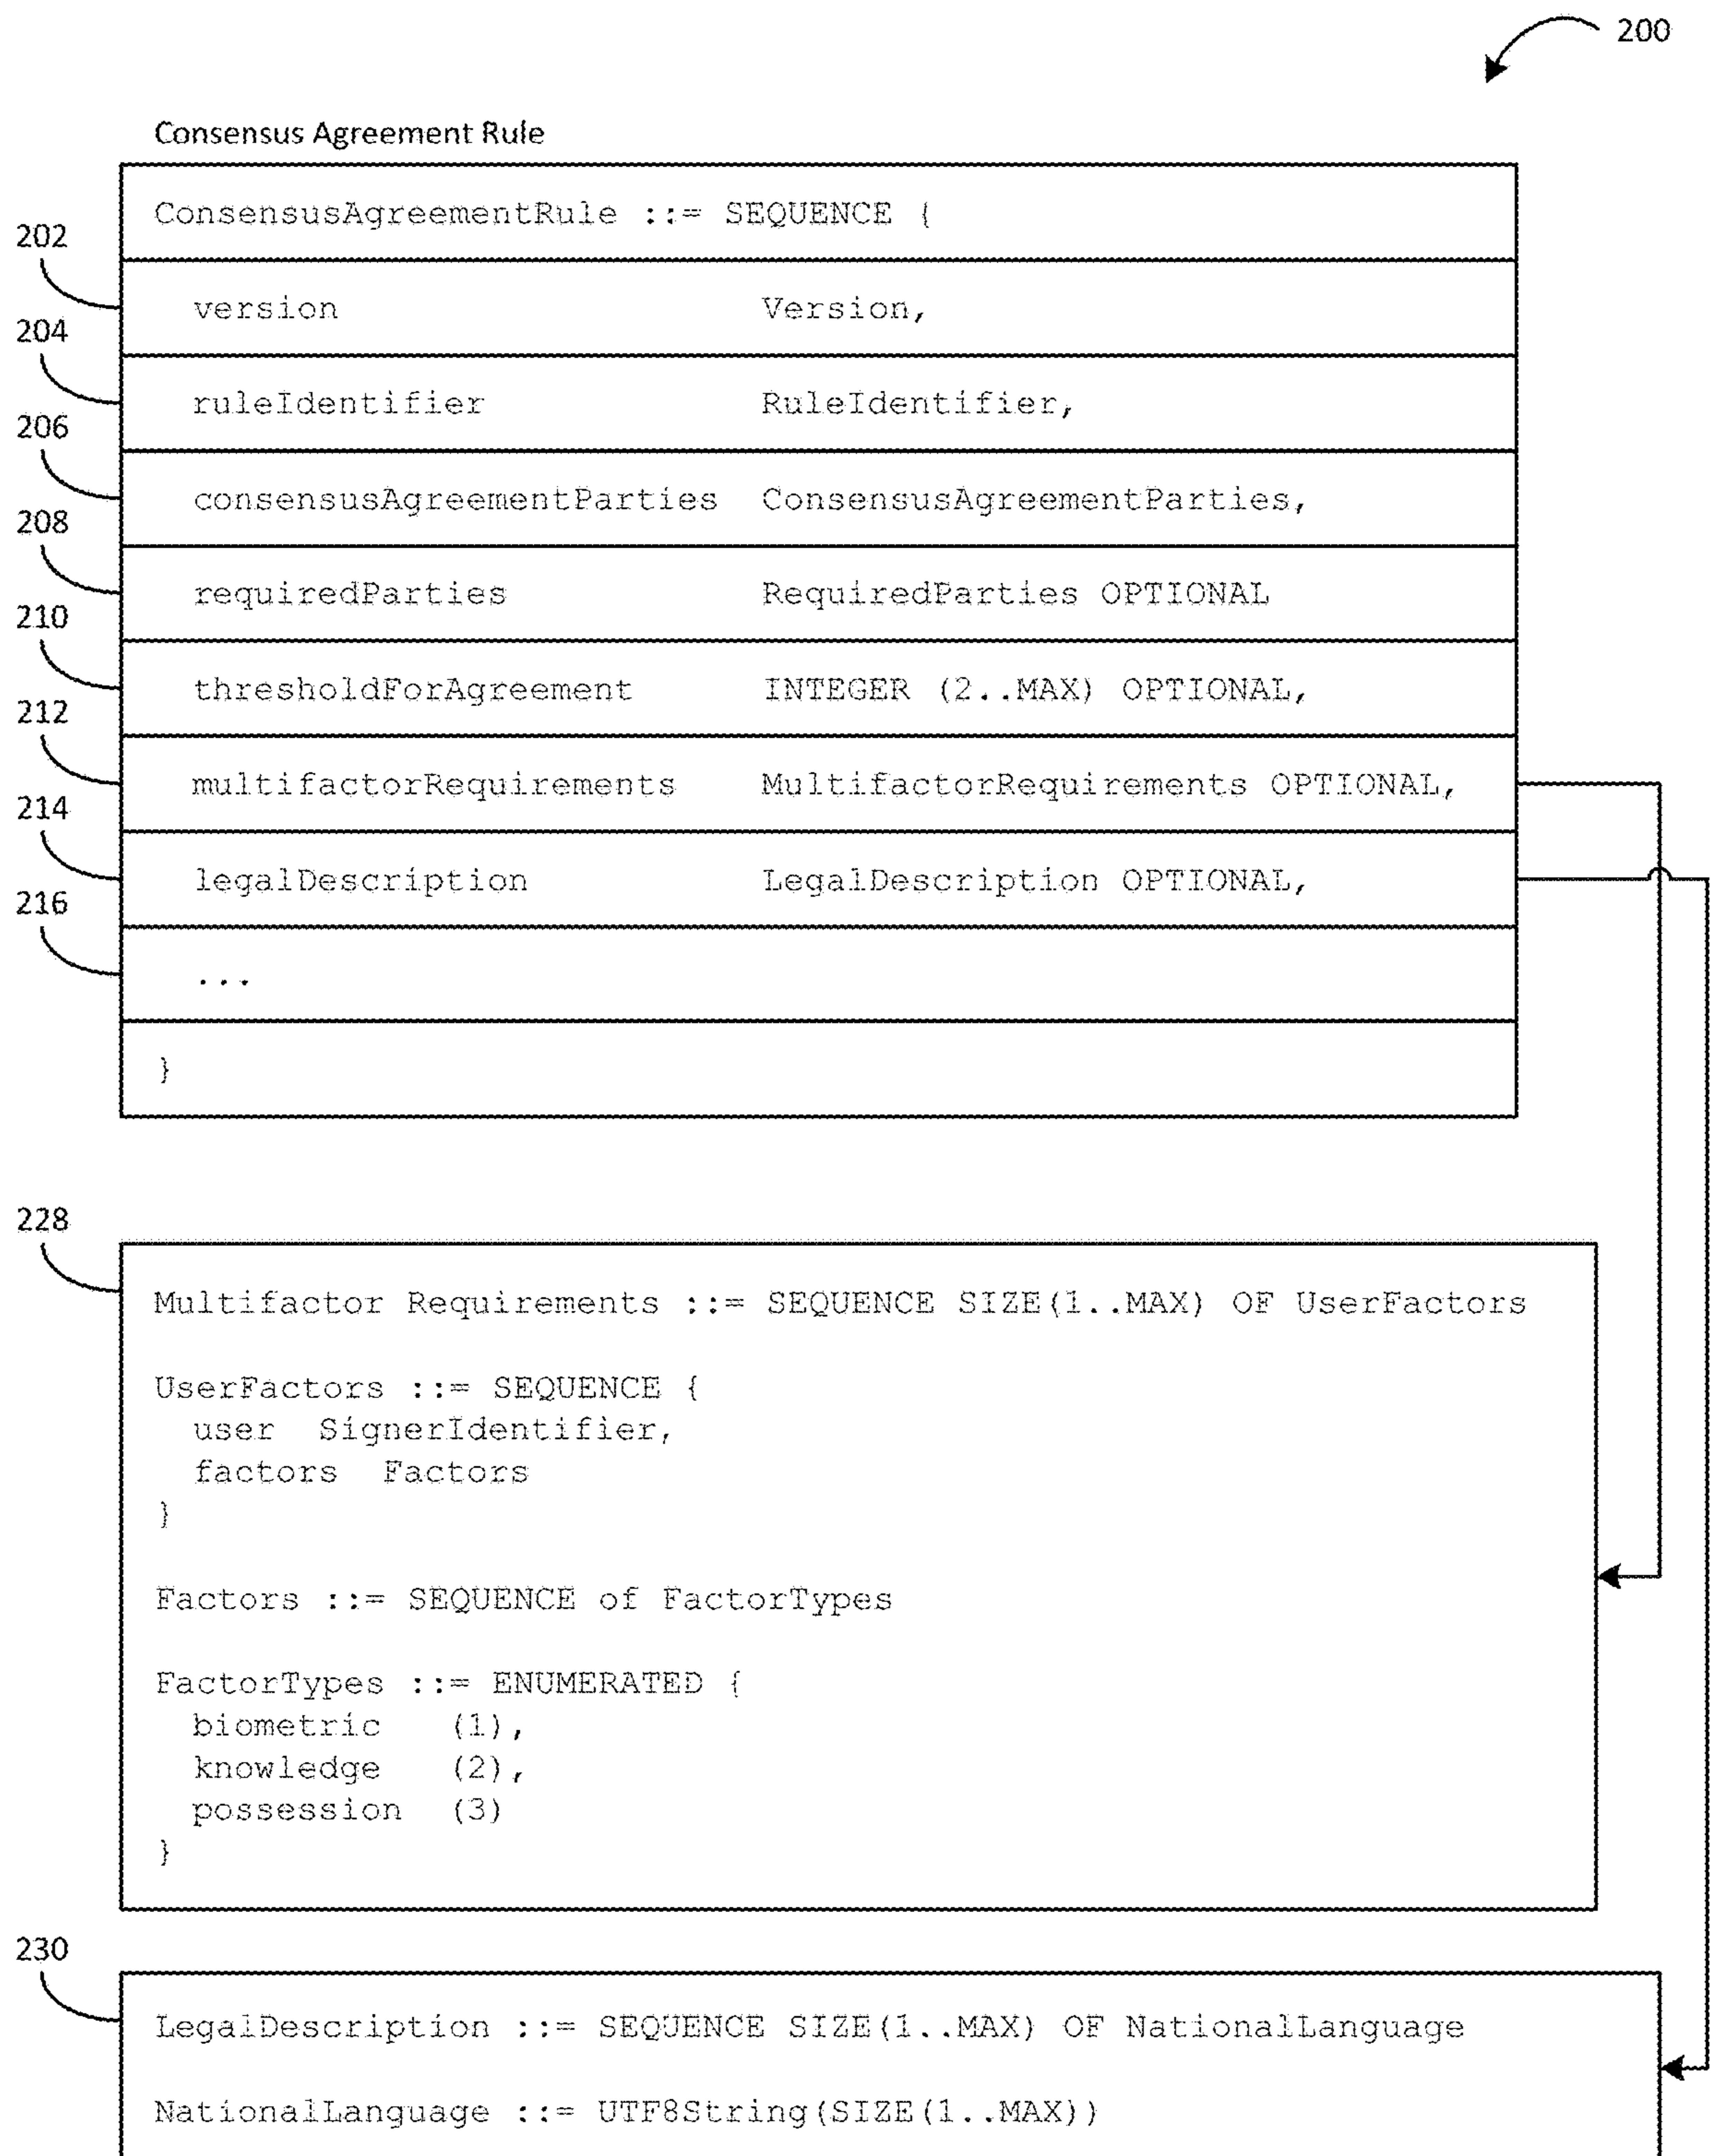 200
Consensus Agreement Rule
ConsensusAgreementRule ::= SEQUENCE {
202
version Version,
204
ruleIdentifier RuleIdentifier,
206
consensusAgreementParties ConsensusAgreementParties,
208
requiredParties RequiredParties OPTIONAL
210
thresholdForAgreement INTEGER (2..MAX) OPTIONAL,
212
multifactorRequirements MultifactorRequirements OPTIONAL,
214
legalDescription LegalDescription OPTIONAL,
216
...
}
228
Multifactor Requirements ::= SEQUENCE SIZE(1..MAX) OF UserFactors
UserFactors ::= SEQUENCE {
user SignerIdentifier,
factors Factors
}
Factors ::= SEQUENCE of FactorTypes
FactorTypes ::= ENUMERATED {
biometric (1),
knowledge (2),
possession (3)
}
230
LegalDescription ::= SEQUENCE SIZE(1..MAX) OF NationalLanguage
NationalLanguage ::= UTF8String(SIZE(1..MAX))